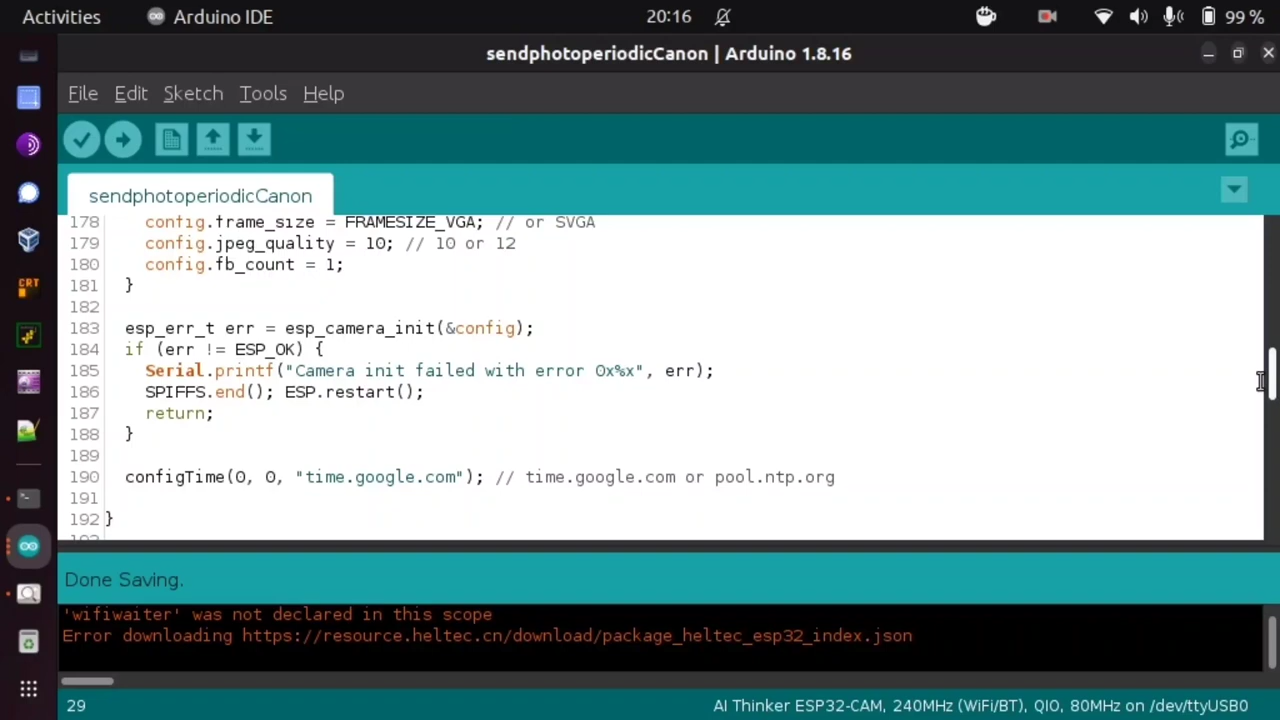 Activities
Arduino IDE
20:16
99 %
sendphotoperiodicCanon | Arduino 1.8.16
File Edit Sketch Tools Help
sendphotoperiodicCanon
178 config.frame_size = FRAMESIZE_VGA; // or SVGA
179 config.jpeg_quality = 10; // 10 or 12
180 config.fb_count = 1;
181 }
182
183 esp_err_t err = esp_camera_init(&config);
184 if (err != ESP_OK) {
185 Serial.printf("Camera init failed with error 0x%x", err);
186 SPIFFS.end(); ESP.restart();
187 return;
188 }
189
190 configTime(0, 0, "time.google.com"); // time.google.com or pool.ntp.org
191
192 }
193
Done Saving.
'wifiwaiter' was not declared in this scope
Error downloading https://resource.heltec.cn/download/package_heltec_esp32_index.json
29
AI Thinker ESP32-CAM, 240MHz (WiFi/BT), QIO, 80MHz on /dev/ttyUSB0
CRT